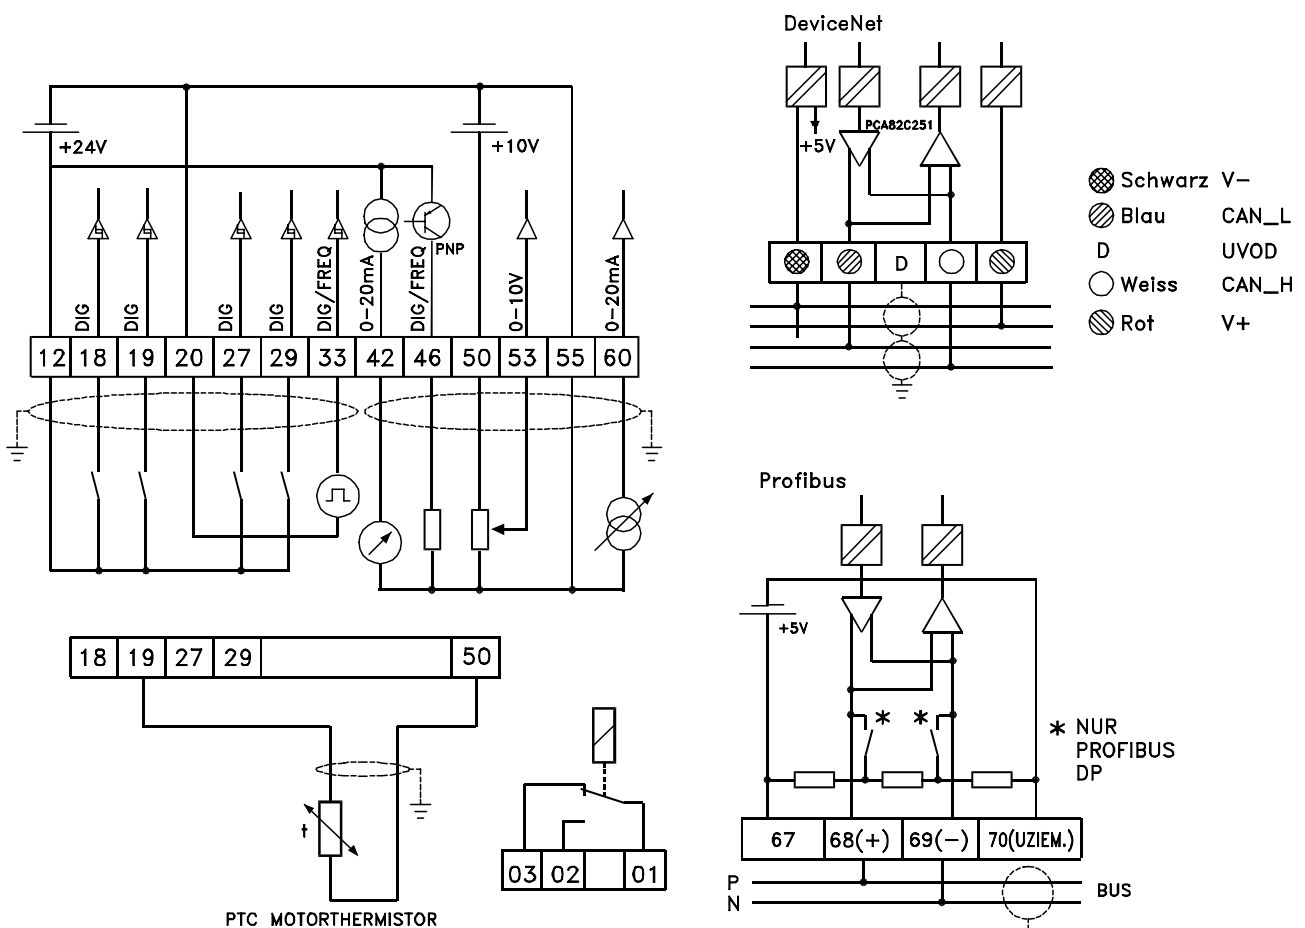 DeviceNet
PCA82C251
+5V
+24V
+10V
PNP
DIG
DIG
DIG
DIG
DIG/FREQ
0-20mA
DIG/FREQ
0-10V
0-20mA
12 18 19 20 27 29 33 42 46 50 53 55 60
D
Schwarz V-
Blau CAN_L
D UVOD
Weiss CAN_H
Rot V+
Profibus
+5V
* *
* NUR
PROFIBUS
DP
67 68(+) 69(-) 70(UZIEM.)
P
N
BUS
18 19 27 29 50
t
PTC MOTORTHERMISTOR
03 02 01